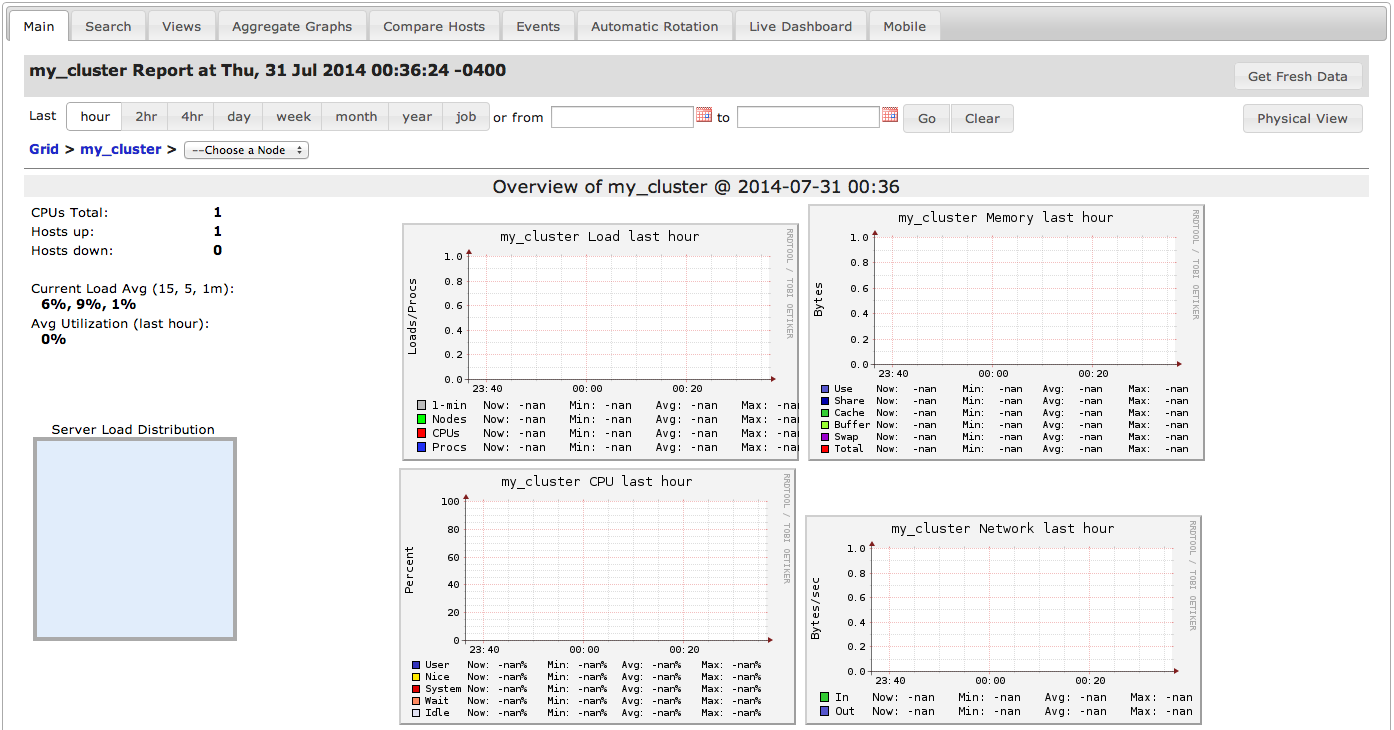 Main Search Views Aggregate Graphs Compare Hosts Events Automatic Rotation Live Dashboard Mobile
my_cluster Report at Thu, 31 Jul 2014 00:36:24 -0400
Get Fresh Data
Last hour 2hr 4hr day week month year job or from to Go Clear
Physical View
Grid > my_cluster > --Choose a Node
Overview of my_cluster @ 2014-07-31 00:36
CPUs Total: 1
Hosts up: 1
Hosts down: 0
Current Load Avg (15, 5, 1m):
6%, 9%, 1%
Avg Utilization (last hour):
0%
Server Load Distribution
my_cluster Load last hour
RRDTOOL / TOBI OETIKER
Loads/Procs
1.0
0.8
0.6
0.4
0.2
0.0
23:40 00:00 00:20
1-min Now: -nan Min: -nan Avg: -nan Max: -nan
Nodes Now: -nan Min: -nan Avg: -nan Max: -nan
CPUs Now: -nan Min: -nan Avg: -nan Max: -nan
Procs Now: -nan Min: -nan Avg: -nan Max: -nan
my_cluster Memory last hour
RRDTOOL / TOBI OETIKER
Bytes
1.0
0.8
0.6
0.4
0.2
0.0
23:40 00:00 00:20
Use Now: -nan Min: -nan Avg: -nan Max: -nan
Share Now: -nan Min: -nan Avg: -nan Max: -nan
Cache Now: -nan Min: -nan Avg: -nan Max: -nan
Buffer Now: -nan Min: -nan Avg: -nan Max: -nan
Swap Now: -nan Min: -nan Avg: -nan Max: -nan
Total Now: -nan Min: -nan Avg: -nan Max: -nan
my_cluster CPU last hour
RRDTOOL / TOBI OETIKER
Percent
100
80
60
40
20
0
23:40 00:00 00:20
User Now: -nan% Min: -nan% Avg: -nan% Max: -nan%
Nice Now: -nan% Min: -nan% Avg: -nan% Max: -nan%
System Now: -nan% Min: -nan% Avg: -nan% Max: -nan%
Wait Now: -nan% Min: -nan% Avg: -nan% Max: -nan%
Idle Now: -nan% Min: -nan% Avg: -nan% Max: -nan%
my_cluster Network last hour
RRDTOOL / TOBI OETIKER
Bytes/sec
1.0
0.8
0.6
0.4
0.2
0.0
23:40 00:00 00:20
In Now: -nan Min: -nan Avg: -nan Max: -nan
Out Now: -nan Min: -nan Avg: -nan Max: -nan